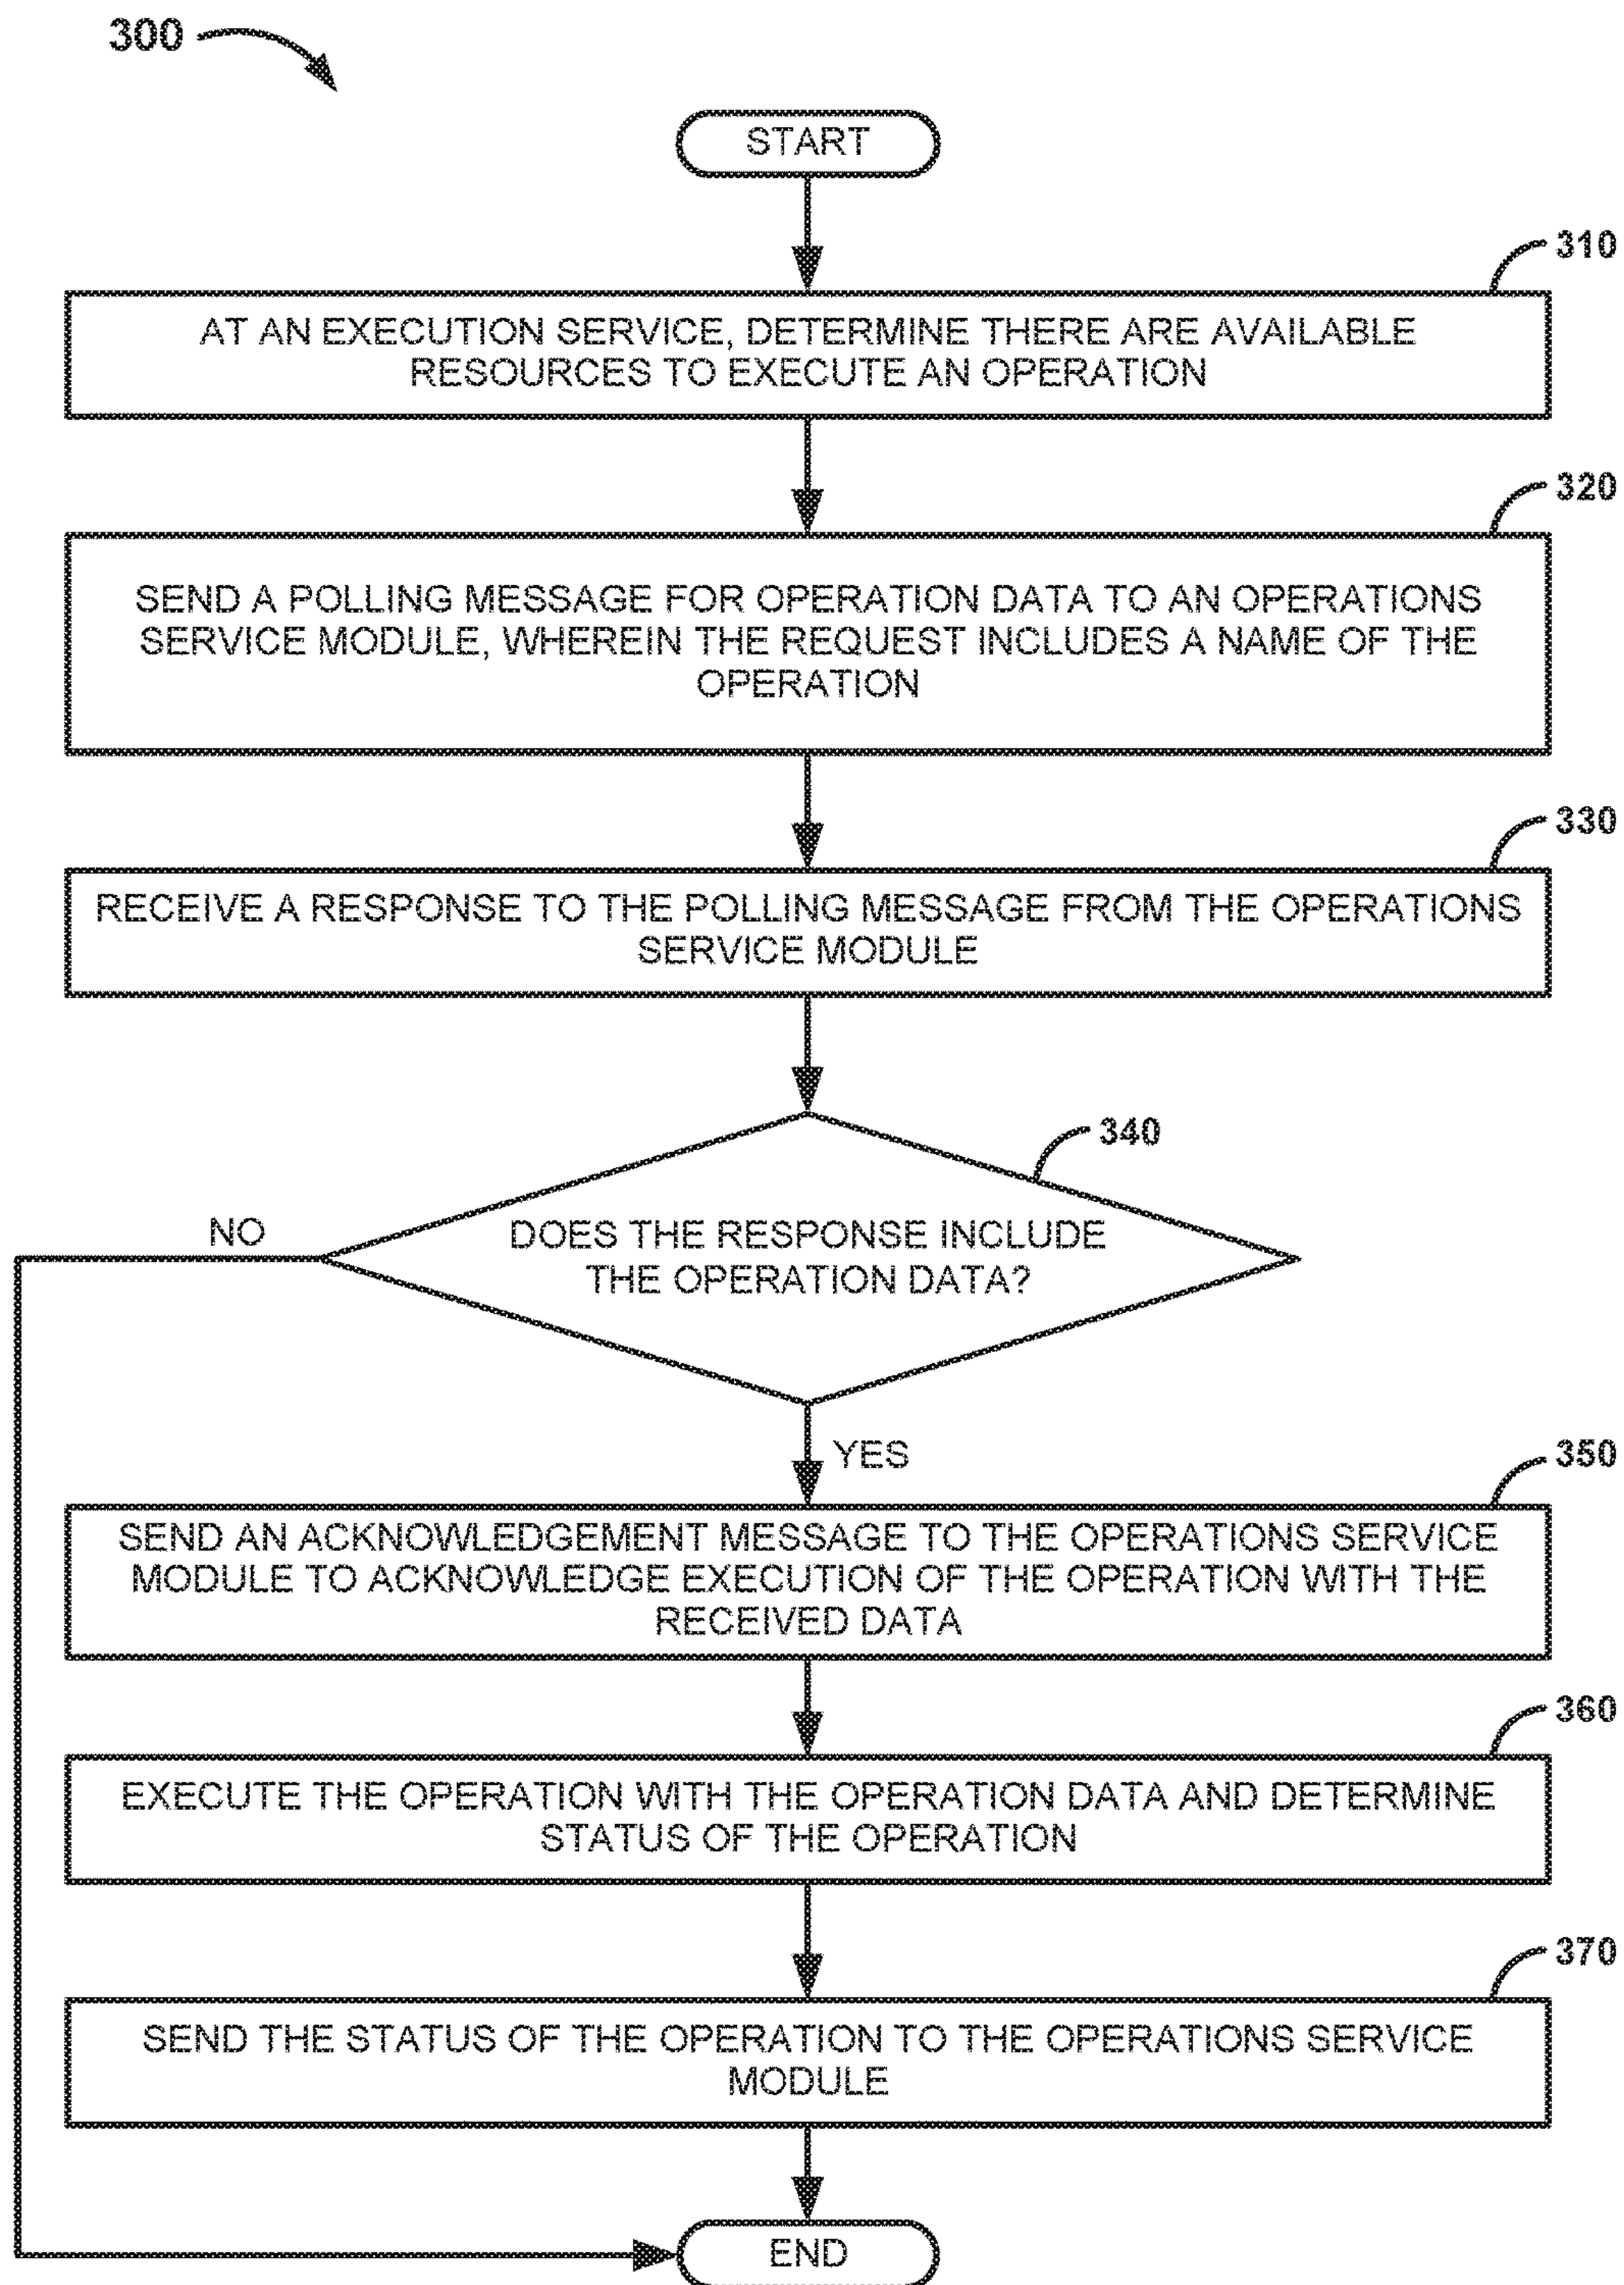 300
START
310
AT AN EXECUTION SERVICE, DETERMINE THERE ARE AVAILABLE
RESOURCES TO EXECUTE AN OPERATION
320
SEND A POLLING MESSAGE FOR OPERATION DATA TO AN OPERATIONS
SERVICE MODULE, WHEREIN THE REQUEST INCLUDES A NAME OF THE
OPERATION
330
RECEIVE A RESPONSE TO THE POLLING MESSAGE FROM THE OPERATIONS
SERVICE MODULE
340
NO
DOES THE RESPONSE INCLUDE
THE OPERATION DATA?
YES
350
SEND AN ACKNOWLEDGEMENT MESSAGE TO THE OPERATIONS SERVICE
MODULE TO ACKNOWLEDGE EXECUTION OF THE OPERATION WITH THE
RECEIVED DATA
360
EXECUTE THE OPERATION WITH THE OPERATION DATA AND DETERMINE
STATUS OF THE OPERATION
370
SEND THE STATUS OF THE OPERATION TO THE OPERATIONS SERVICE
MODULE
END